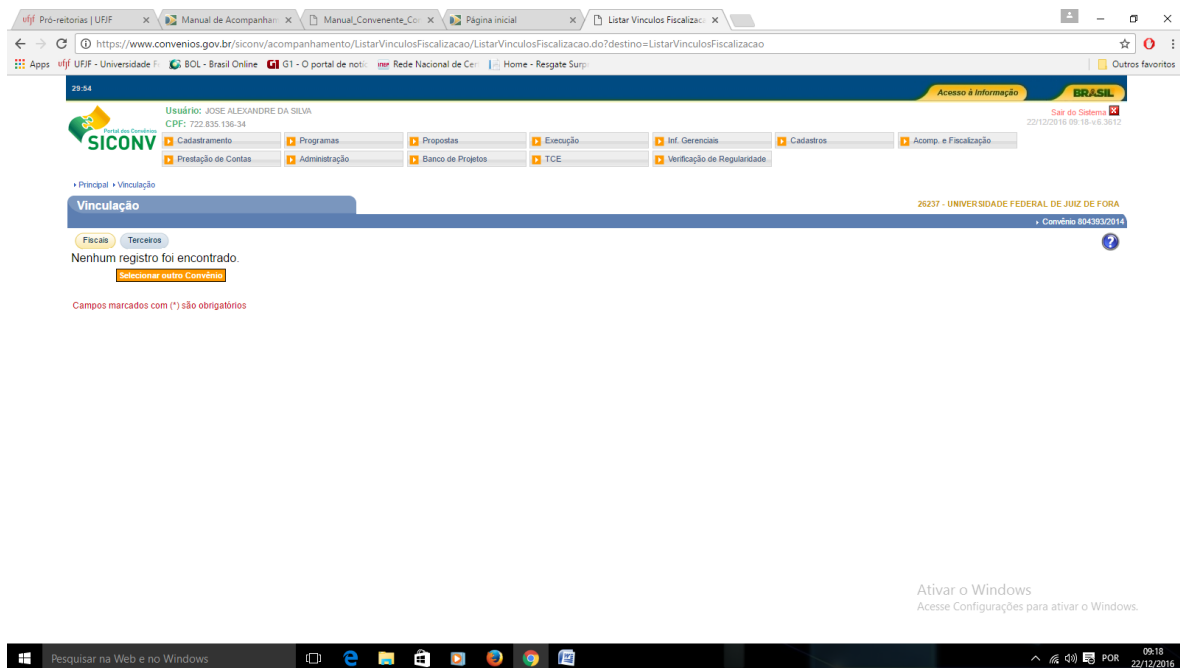 ufjf Pró-reitorias | UFJF
Manual de Acompanham
Manual_Convenente_Con
Página inicial
Listar Vinculos Fiscalizac
https://www.convenios.gov.br/siconv/acompanhamento/ListarVinculosFiscalizacao/ListarVinculosFiscalizacao.do?destino=ListarVinculosFiscalizacao
Apps
ufjf UFJF - Universidade F
BOL - Brasil Online
G1 - O portal de notíc
Rede Nacional de Cer
Home - Resgate Surp
Outros favoritos
29:54
Acesso à Informação
BRASIL
Portal dos Convênios
SICONV
Usuário: JOSE ALEXANDRE DA SILVA
CPF: 722.835.136-34
Sair do Sistema
22/12/2016 09:18-v.6.3612
Cadastramento
Programas
Propostas
Execução
Inf. Gerenciais
Cadastros
Acomp. e Fiscalização
Prestação de Contas
Administração
Banco de Projetos
TCE
Verificação de Regularidade
Principal
Vinculação
Vinculação
26237 - UNIVERSIDADE FEDERAL DE JUIZ DE FORA
Convênio 804393/2014
Fiscais
Terceiros
Nenhum registro foi encontrado.
Selecionar outro Convênio
Campos marcados com (*) são obrigatórios
Ativar o Windows
Acesse Configurações para ativar o Windows.
Pesquisar na Web e no Windows
POR
09:18
22/12/2016